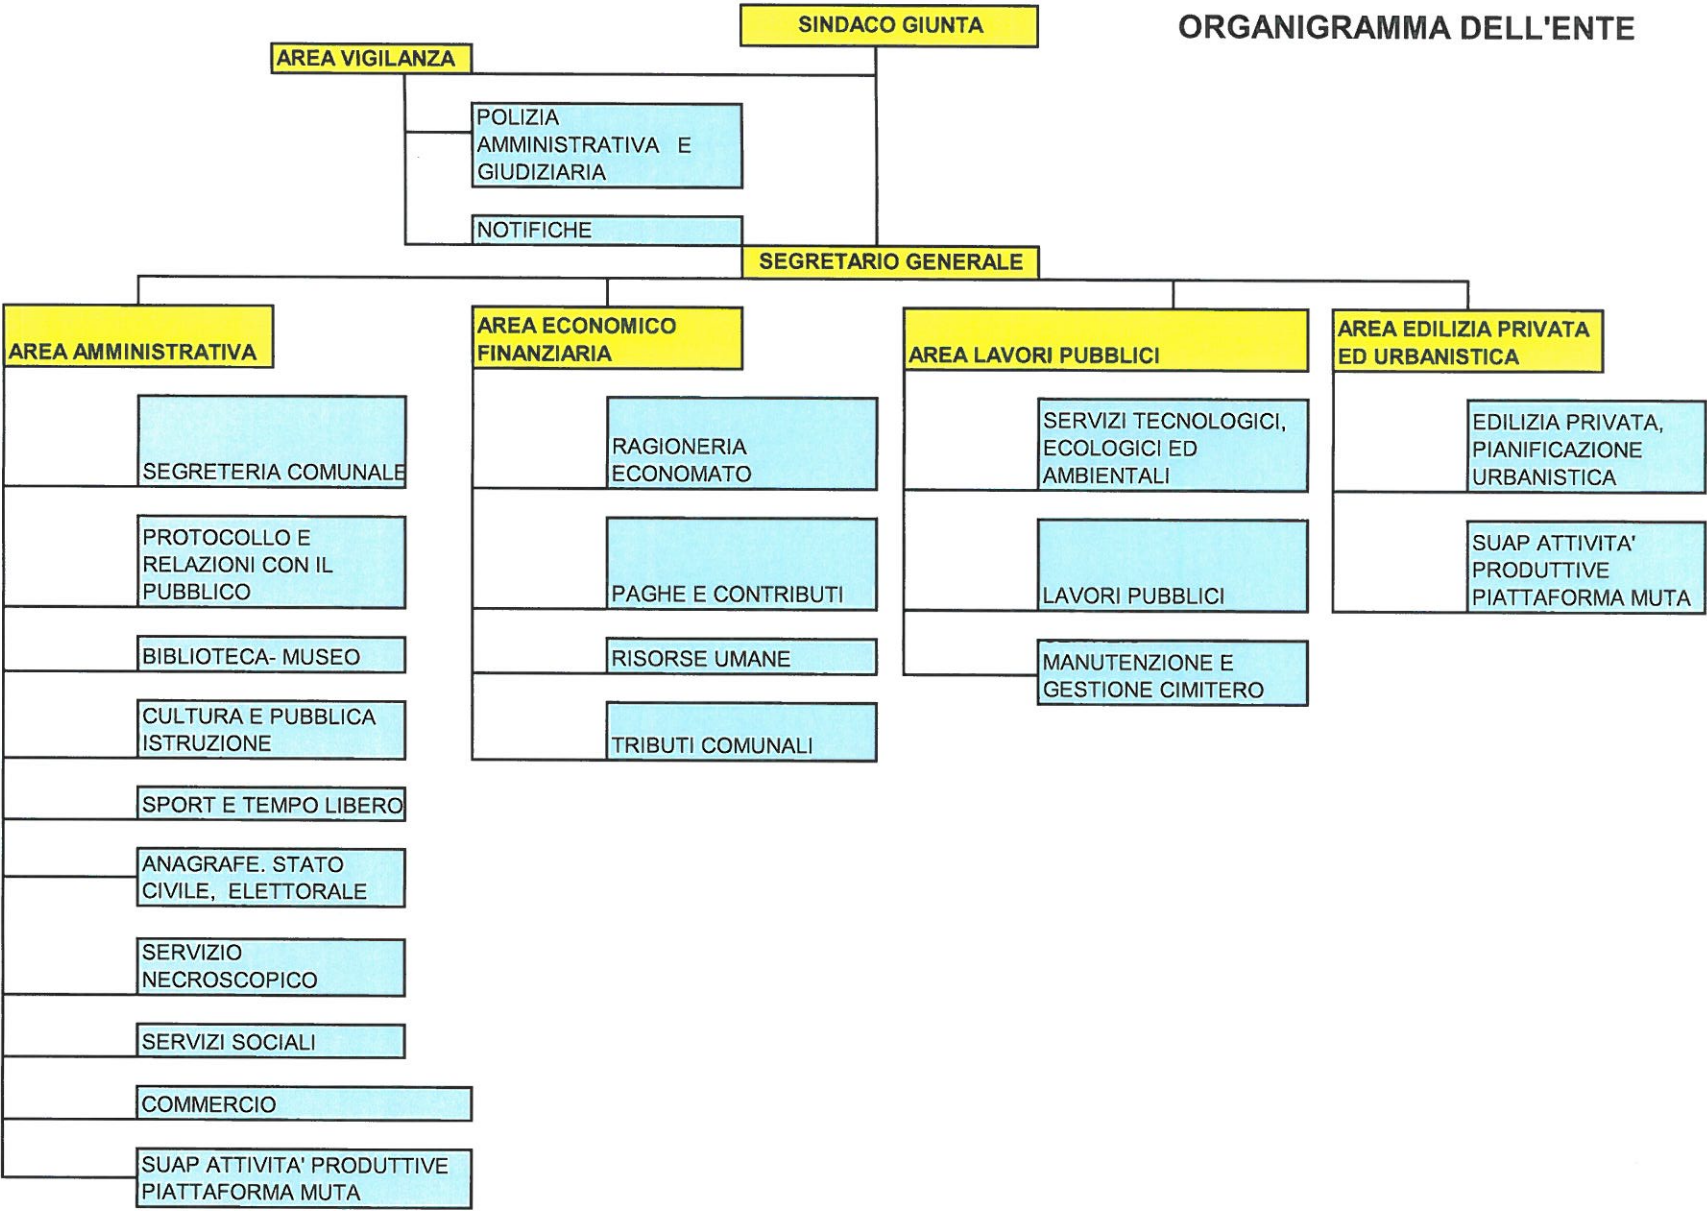 ORGANIGRAMMA DELL'ENTE
SINDACO GIUNTA
AREA VIGILANZA
POLIZIA
AMMINISTRATIVA E
GIUDIZIARIA
NOTIFICHE
SEGRETARIO GENERALE
AREA AMMINISTRATIVA
SEGRETERIA COMUNALE
PROTOCOLLO E
RELAZIONI CON IL
PUBBLICO
BIBLIOTECA- MUSEO
CULTURA E PUBBLICA
ISTRUZIONE
SPORT E TEMPO LIBERO
ANAGRAFE. STATO
CIVILE, ELETTORALE
SERVIZIO
NECROSCOPICO
SERVIZI SOCIALI
COMMERCIO
SUAP ATTIVITA' PRODUTTIVE
PIATTAFORMA MUTA
AREA ECONOMICO
FINANZIARIA
RAGIONERIA
ECONOMATO
PAGHE E CONTRIBUTI
RISORSE UMANE
TRIBUTI COMUNALI
AREA LAVORI PUBBLICI
SERVIZI TECNOLOGICI,
ECOLOGICI ED
AMBIENTALI
LAVORI PUBBLICI
MANUTENZIONE E
GESTIONE CIMITERO
AREA EDILIZIA PRIVATA
ED URBANISTICA
EDILIZIA PRIVATA,
PIANIFICAZIONE
URBANISTICA
SUAP ATTIVITA'
PRODUTTIVE
PIATTAFORMA MUTA